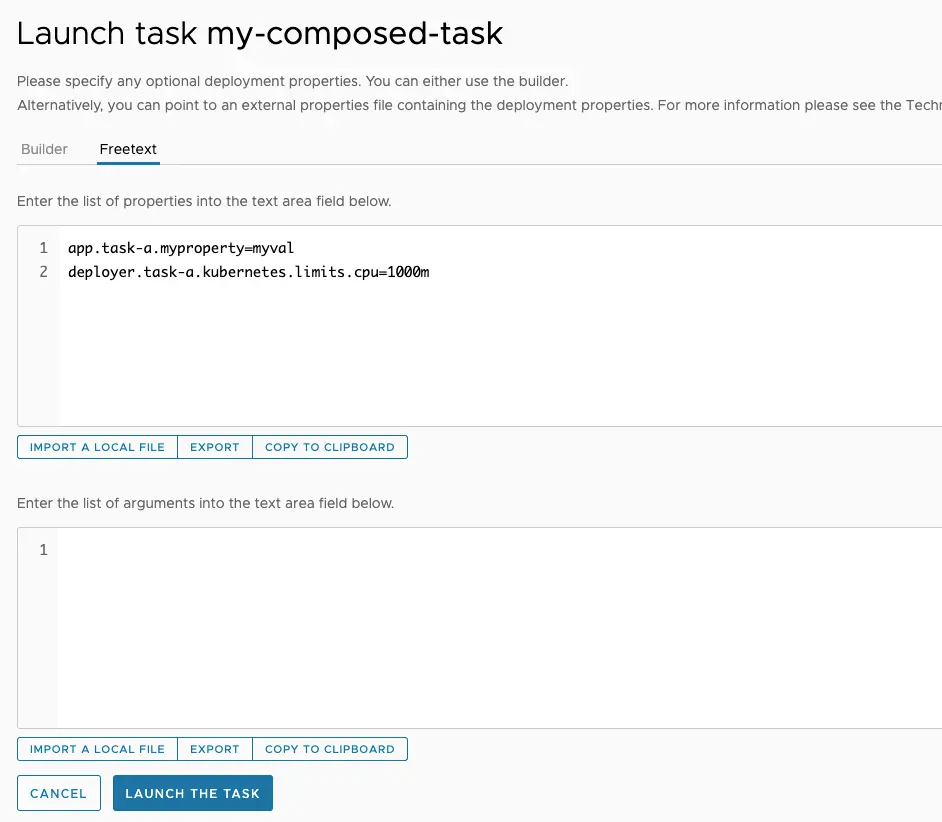 Launch task my-composed-task
Please specify any optional deployment properties. You can either use the builder.
Alternatively, you can point to an external properties file containing the deployment properties. For more information please see the
Builder Freetext
Enter the list of properties into the text area field below.
1 app.task-a.myproperty=myval
2 deployer.task-a.kubernetes.limits.cpu=1000m
IMPORT A LOCAL FILE EXPORT COPY TO CLIPBOARD
Enter the list of arguments into the text area field below.
1
IMPORT A LOCAL FILE EXPORT COPY TO CLIPBOARD
CANCEL LAUNCH THE TASK